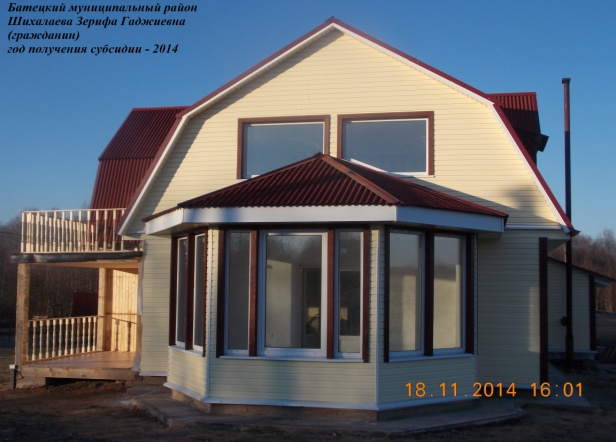 Батецкий муниципальный район
Шихалаева Зерифа Гаджиевна
(гражданин)
год получения субсидии - 2014
18.11.2014 16:01